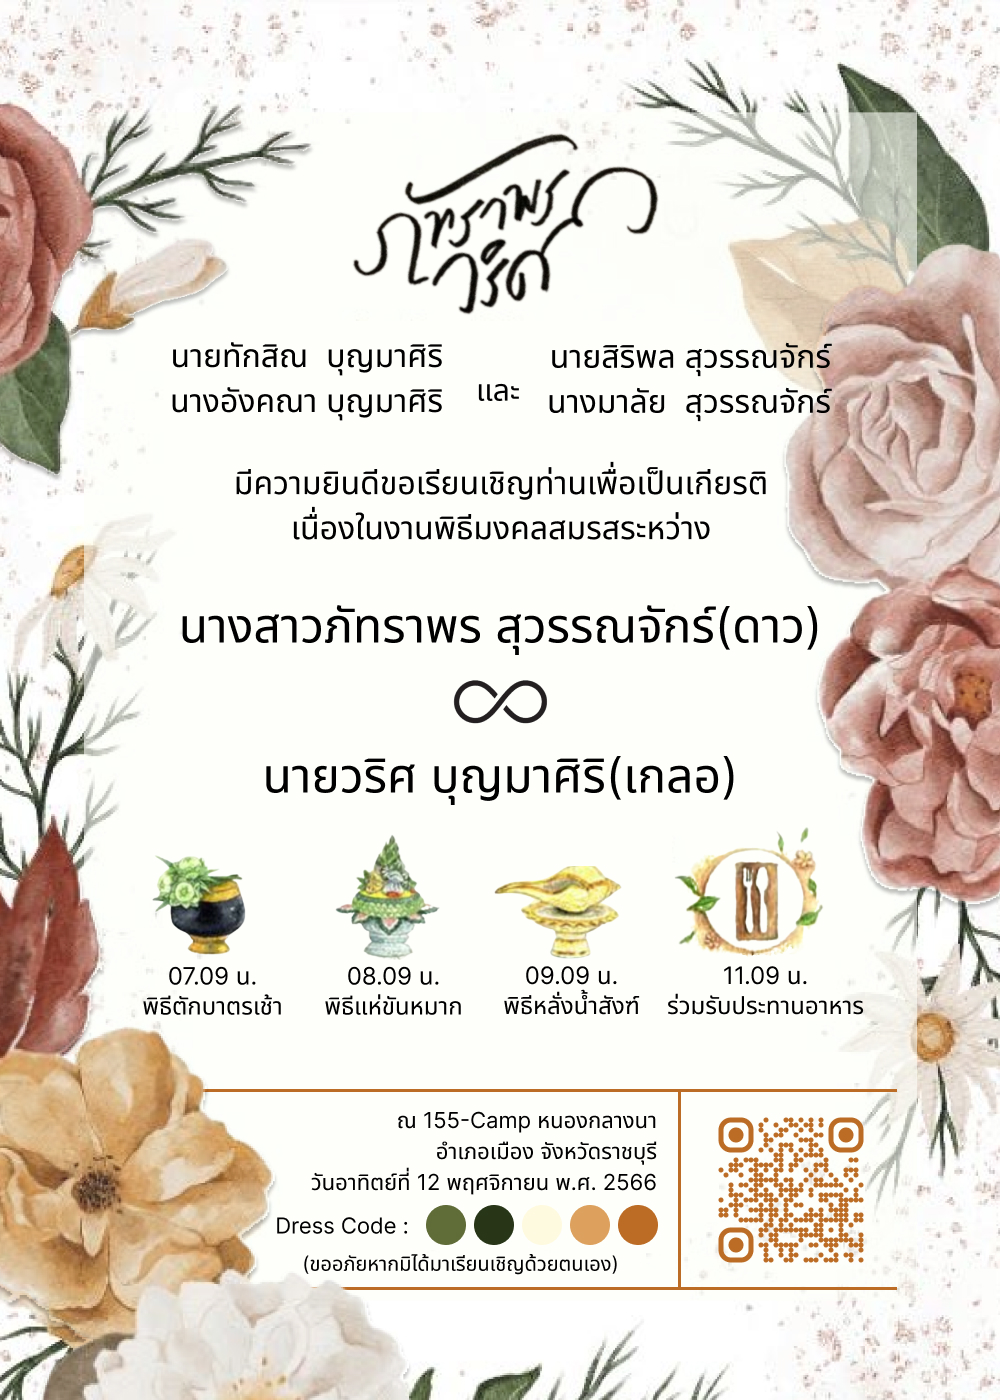 ภัทราพร
วริศ
นายทักสิณ บุญมาศิริ
นางอังคณา บุญมาศิริ
และ
นายสิริพล สุวรรณจักร์
นางมาลัย สุวรรณจักร์
มีความยินดีขอเรียนเชิญท่านเพื่อเป็นเกียรติ
เนื่องในงานพิธีมงคลสมรสระหว่าง
นางสาวภัทราพร สุวรรณจักร์(ดาว)
นายวริศ บุญมาศิริ(เกลอ)
07.09 น.
พิธีตักบาตรเช้า
08.09 น.
พิธีแห่ขันหมาก
09.09 น.
พิธีหลั่งน้ำสังฑ์
11.09 น.
ร่วมรับประทานอาหาร
ณ 155-Camp หนองกลางนา
อำเภอเมือง จังหวัดราชบุรี
วันอาทิตย์ที่ 12 พฤศจิกายน พ.ศ. 2566
Dress Code :
(ขออภัยหากมิได้มาเรียนเชิญด้วยตนเอง)